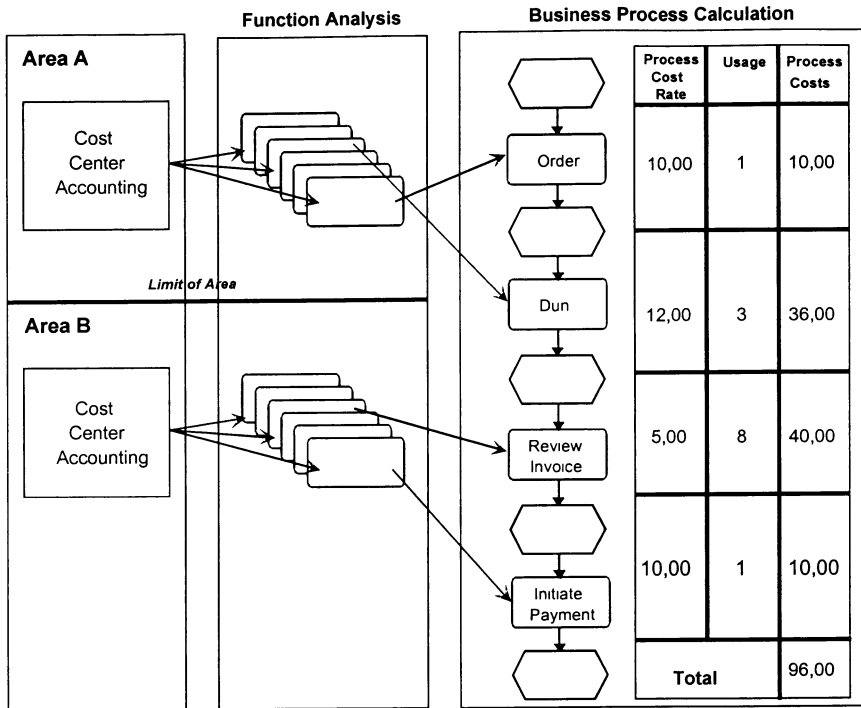 Function Analysis
Business Process Calculation
Area A
Cost
Center
Accounting
Limit of Area
Area B
Cost
Center
Accounting
Order
Dun
Review
Invoice
Initiate
Payment
Process
Cost
Rate
Usage
Process
Costs
10,00
1
10,00
12,00
3
36,00
5,00
8
40,00
10,00
1
10,00
Total
96,00